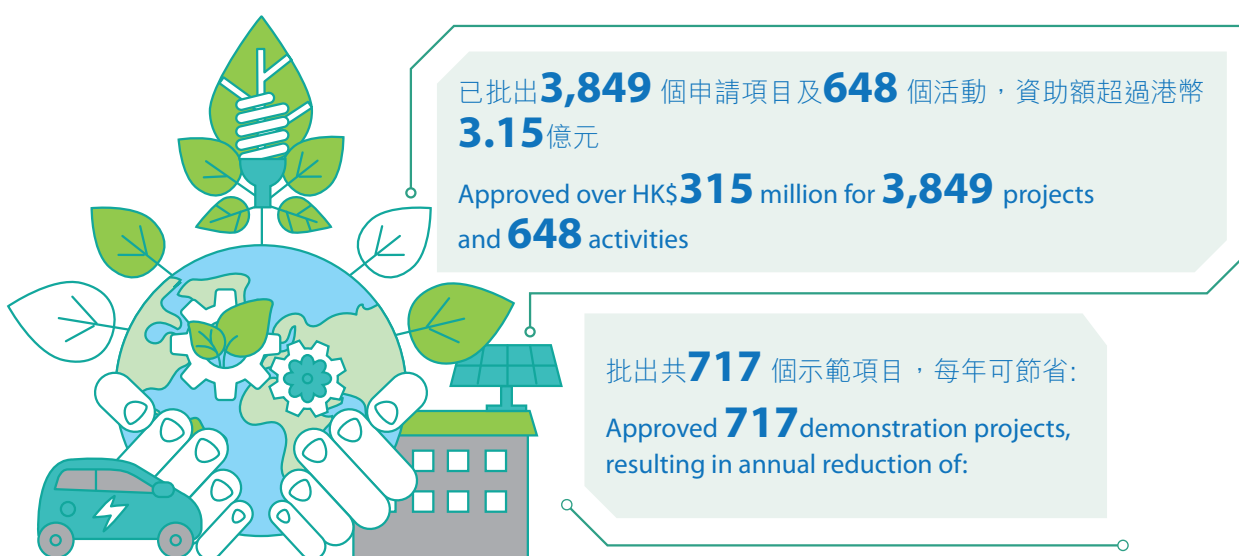 已批出3,849 個申請項目及648 個活動，資助額超過港幣
3.15億元
Approved over HK$315 million for 3,849 projects
and 648 activities
批出共717 個示範項目，每年可節省:
Approved 717demonstration projects,
resulting in annual reduction of: